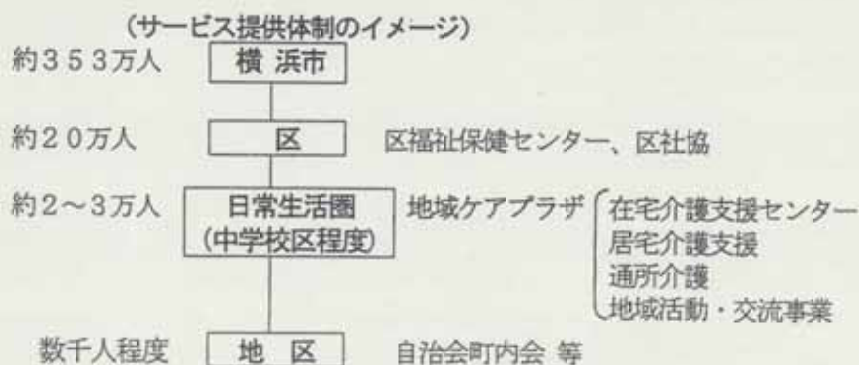 (サービス提供体制のイメージ)
約353万人 横 浜市
約20万人 区 区福祉保健センター、区社協
約2～3万人 日常生活圏 地域ケアプラザ 在宅介護支援センター
(中学校区程度) 居宅介護支援
通所介護
地域活動・交流事業
数千人程度 地 区 自治会町内会 等